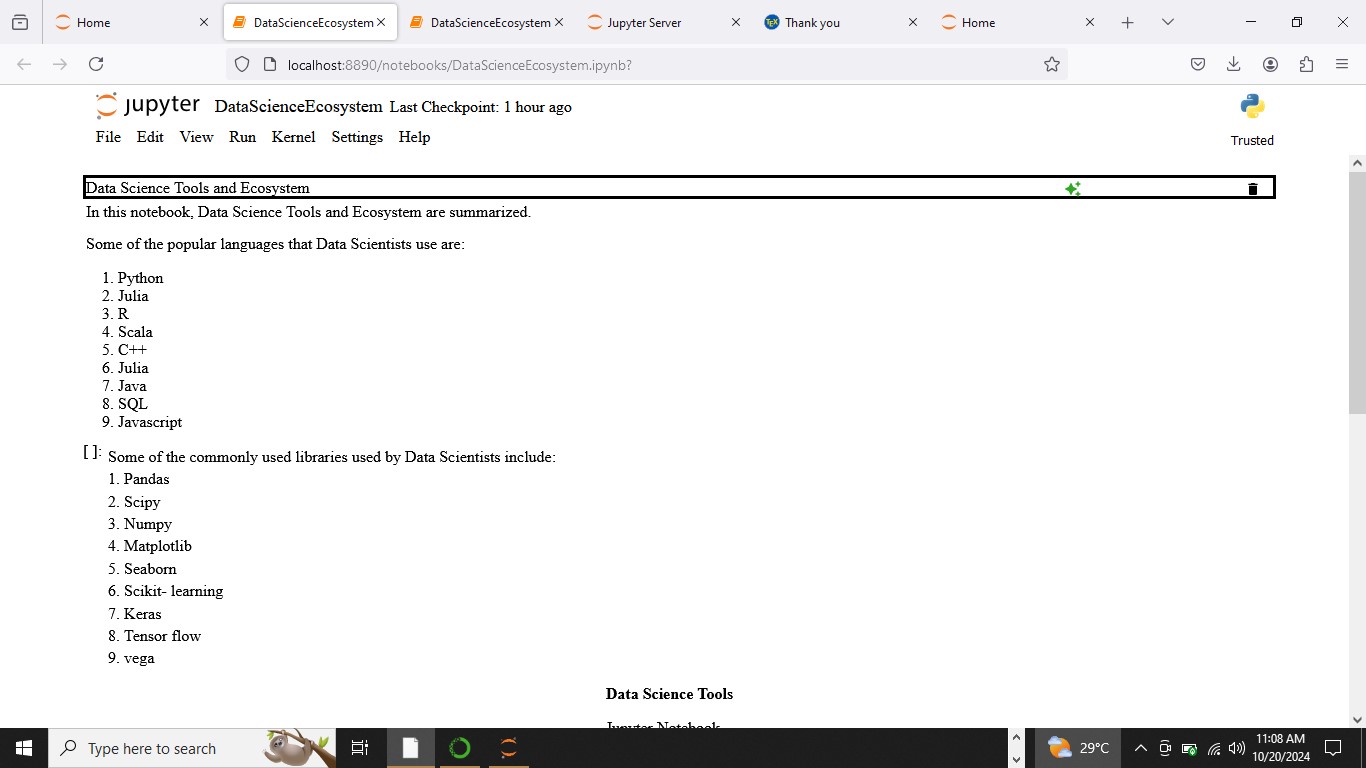 Home
DataScienceEcosystem
DataScienceEcosystem
Jupyter Server
TEX Thank you
Home
localhost:8890/notebooks/DataScienceEcosystem.ipynb?
jupyter DataScienceEcosystem Last Checkpoint: 1 hour ago
File Edit View Run Kernel Settings Help
Trusted
Data Science Tools and Ecosystem
In this notebook, Data Science Tools and Ecosystem are summarized.
Some of the popular languages that Data Scientists use are:
1. Python
2. Julia
3. R
4. Scala
5. C++
6. Julia
7. Java
8. SQL
9. Javascript
[ ]: Some of the commonly used libraries used by Data Scientists include:
1. Pandas
2. Scipy
3. Numpy
4. Matplotlib
5. Seaborn
6. Scikit- learning
7. Keras
8. Tensor flow
9. vega
Data Science Tools
Jupyter Notebook
Type here to search
29°C
11:08 AM
10/20/2024